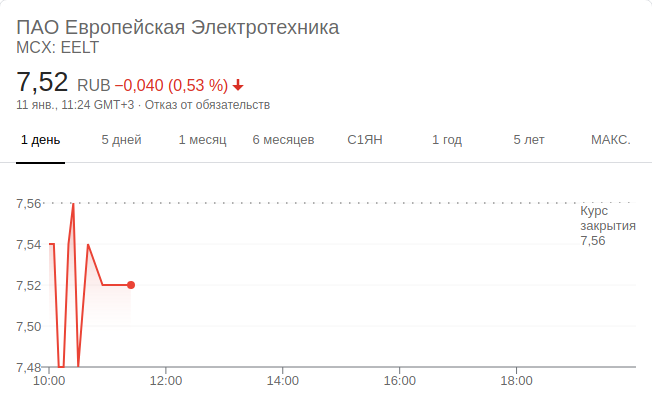 ПАО Европейская Электротехника
MCX: EELT
7,52 RUB −0,040 (0,53 %)
11 янв., 11:24 GMT+3 · Отказ от обязательств
1 день 5 дней 1 месяц 6 месяцев С1ЯН 1 год 5 лет МАКС.
7,56
Курс
закрытия
7,56
7,54
7,52
7,50
7,48
10:00 12:00 14:00 16:00 18:00